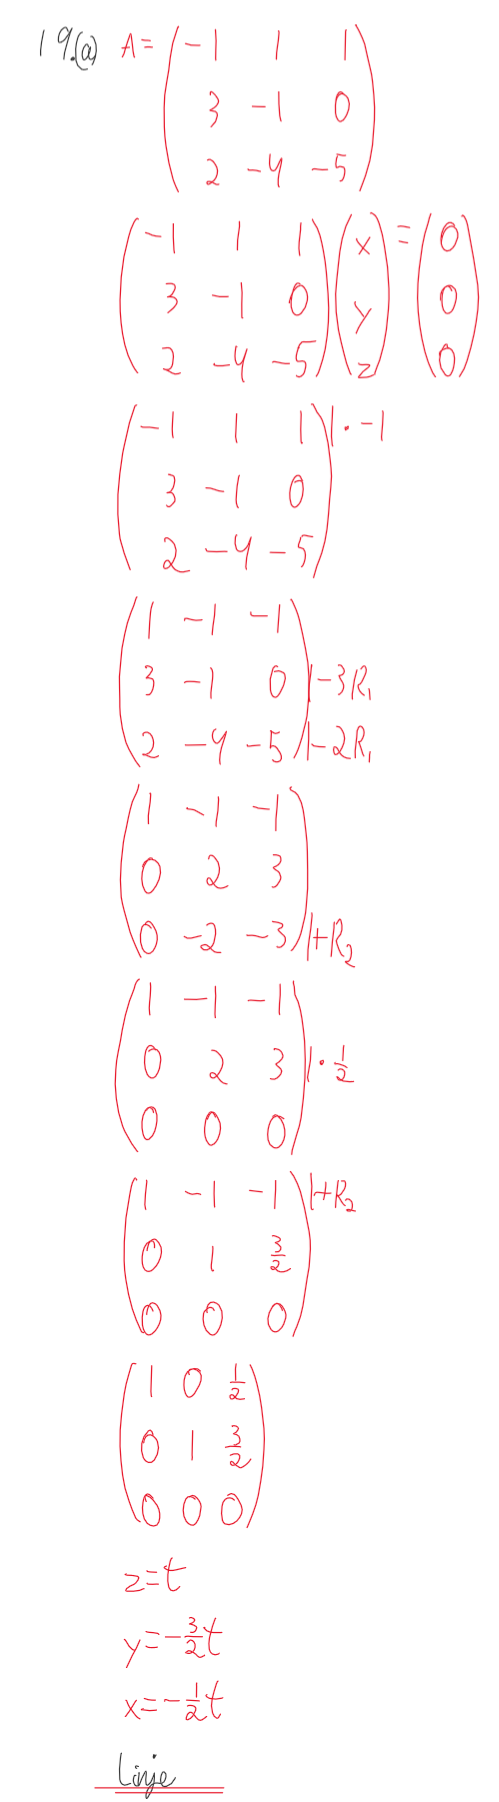 19.(a) A= (-1 1 1
3 -1 0
2 -4 -5)
(-1 1 1) (x = (0
3 -1 0 y 0
2 -4 -5) z) 0)
(-1 1 1) |· -1
3 -1 0
2 -4 -5)
(1 -1 -1
3 -1 0 |-3R₁
2 -4 -5) |-2R₁
(1 -1 -1
0 2 3
0 -2 -3) |+R₂
(1 -1 -1
0 2 3 |· 1/2
0 0 0)
(1 -1 -1) |+R₂
0 1 3/2
0 0 0)
(1 0 1/2
0 1 3/2
0 0 0)
z=t
y=-3/2t
x=-1/2t
Linje